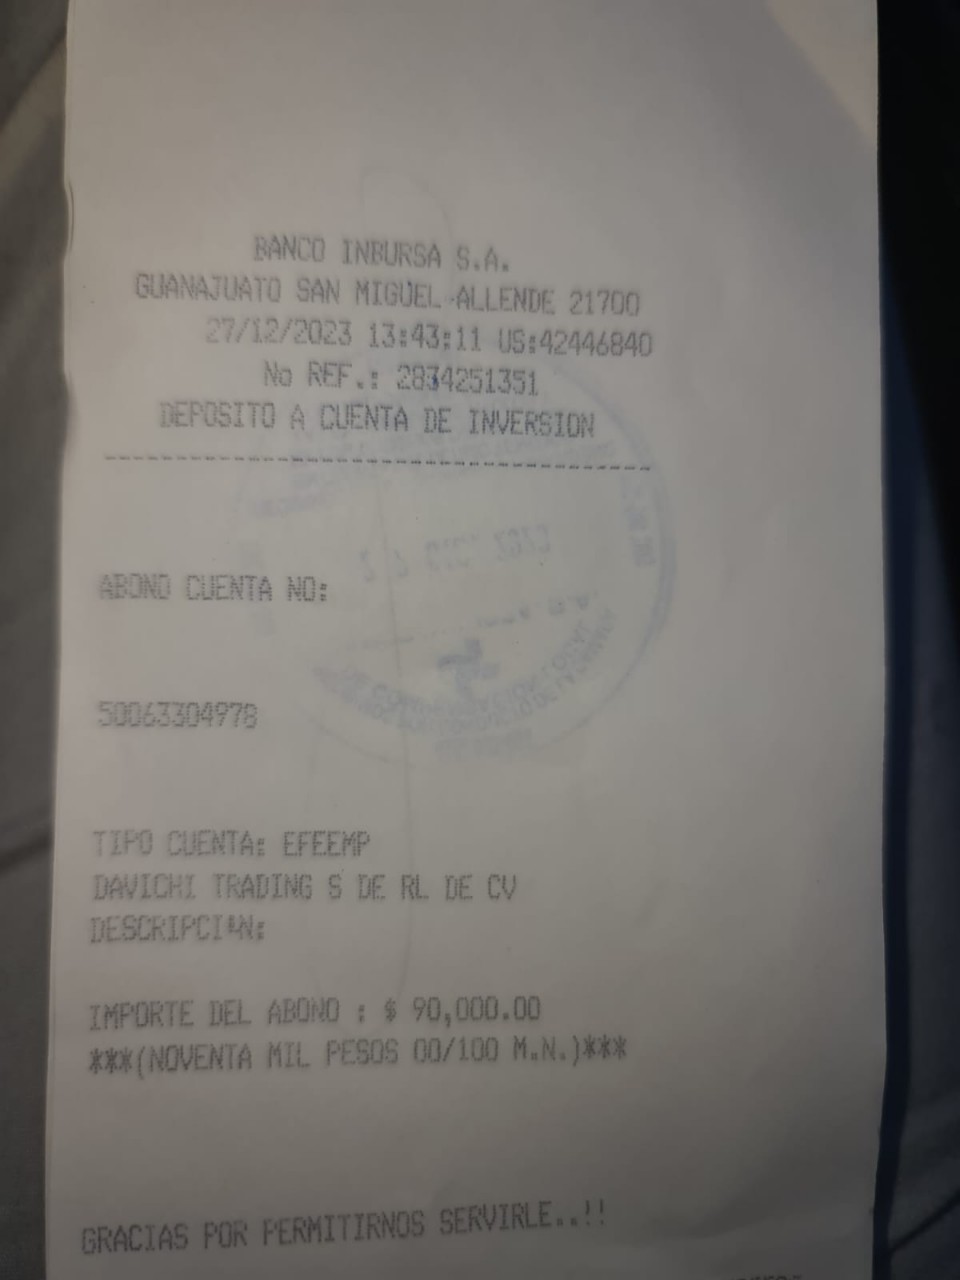 BANCO INBURSA S.A.
GUANAJUATO SAN MIGUEL ALLENDE 21700
27/12/2023 13:43:11 US:42446840
No REF.: 2834251351
DEPOSITO A CUENTA DE INVERSION
ABONO CUENTA NO:
50063304978
TIPO CUENTA: EFEEMP
DAVICHI TRADING S DE RL DE CV
IMPORTE DEL ABONO : $ 90,000.00
***(NOVENTA MIL PESOS 00/100 M.N.)***
GRACIAS POR PERMITIRNOS SERVIRLE..!!